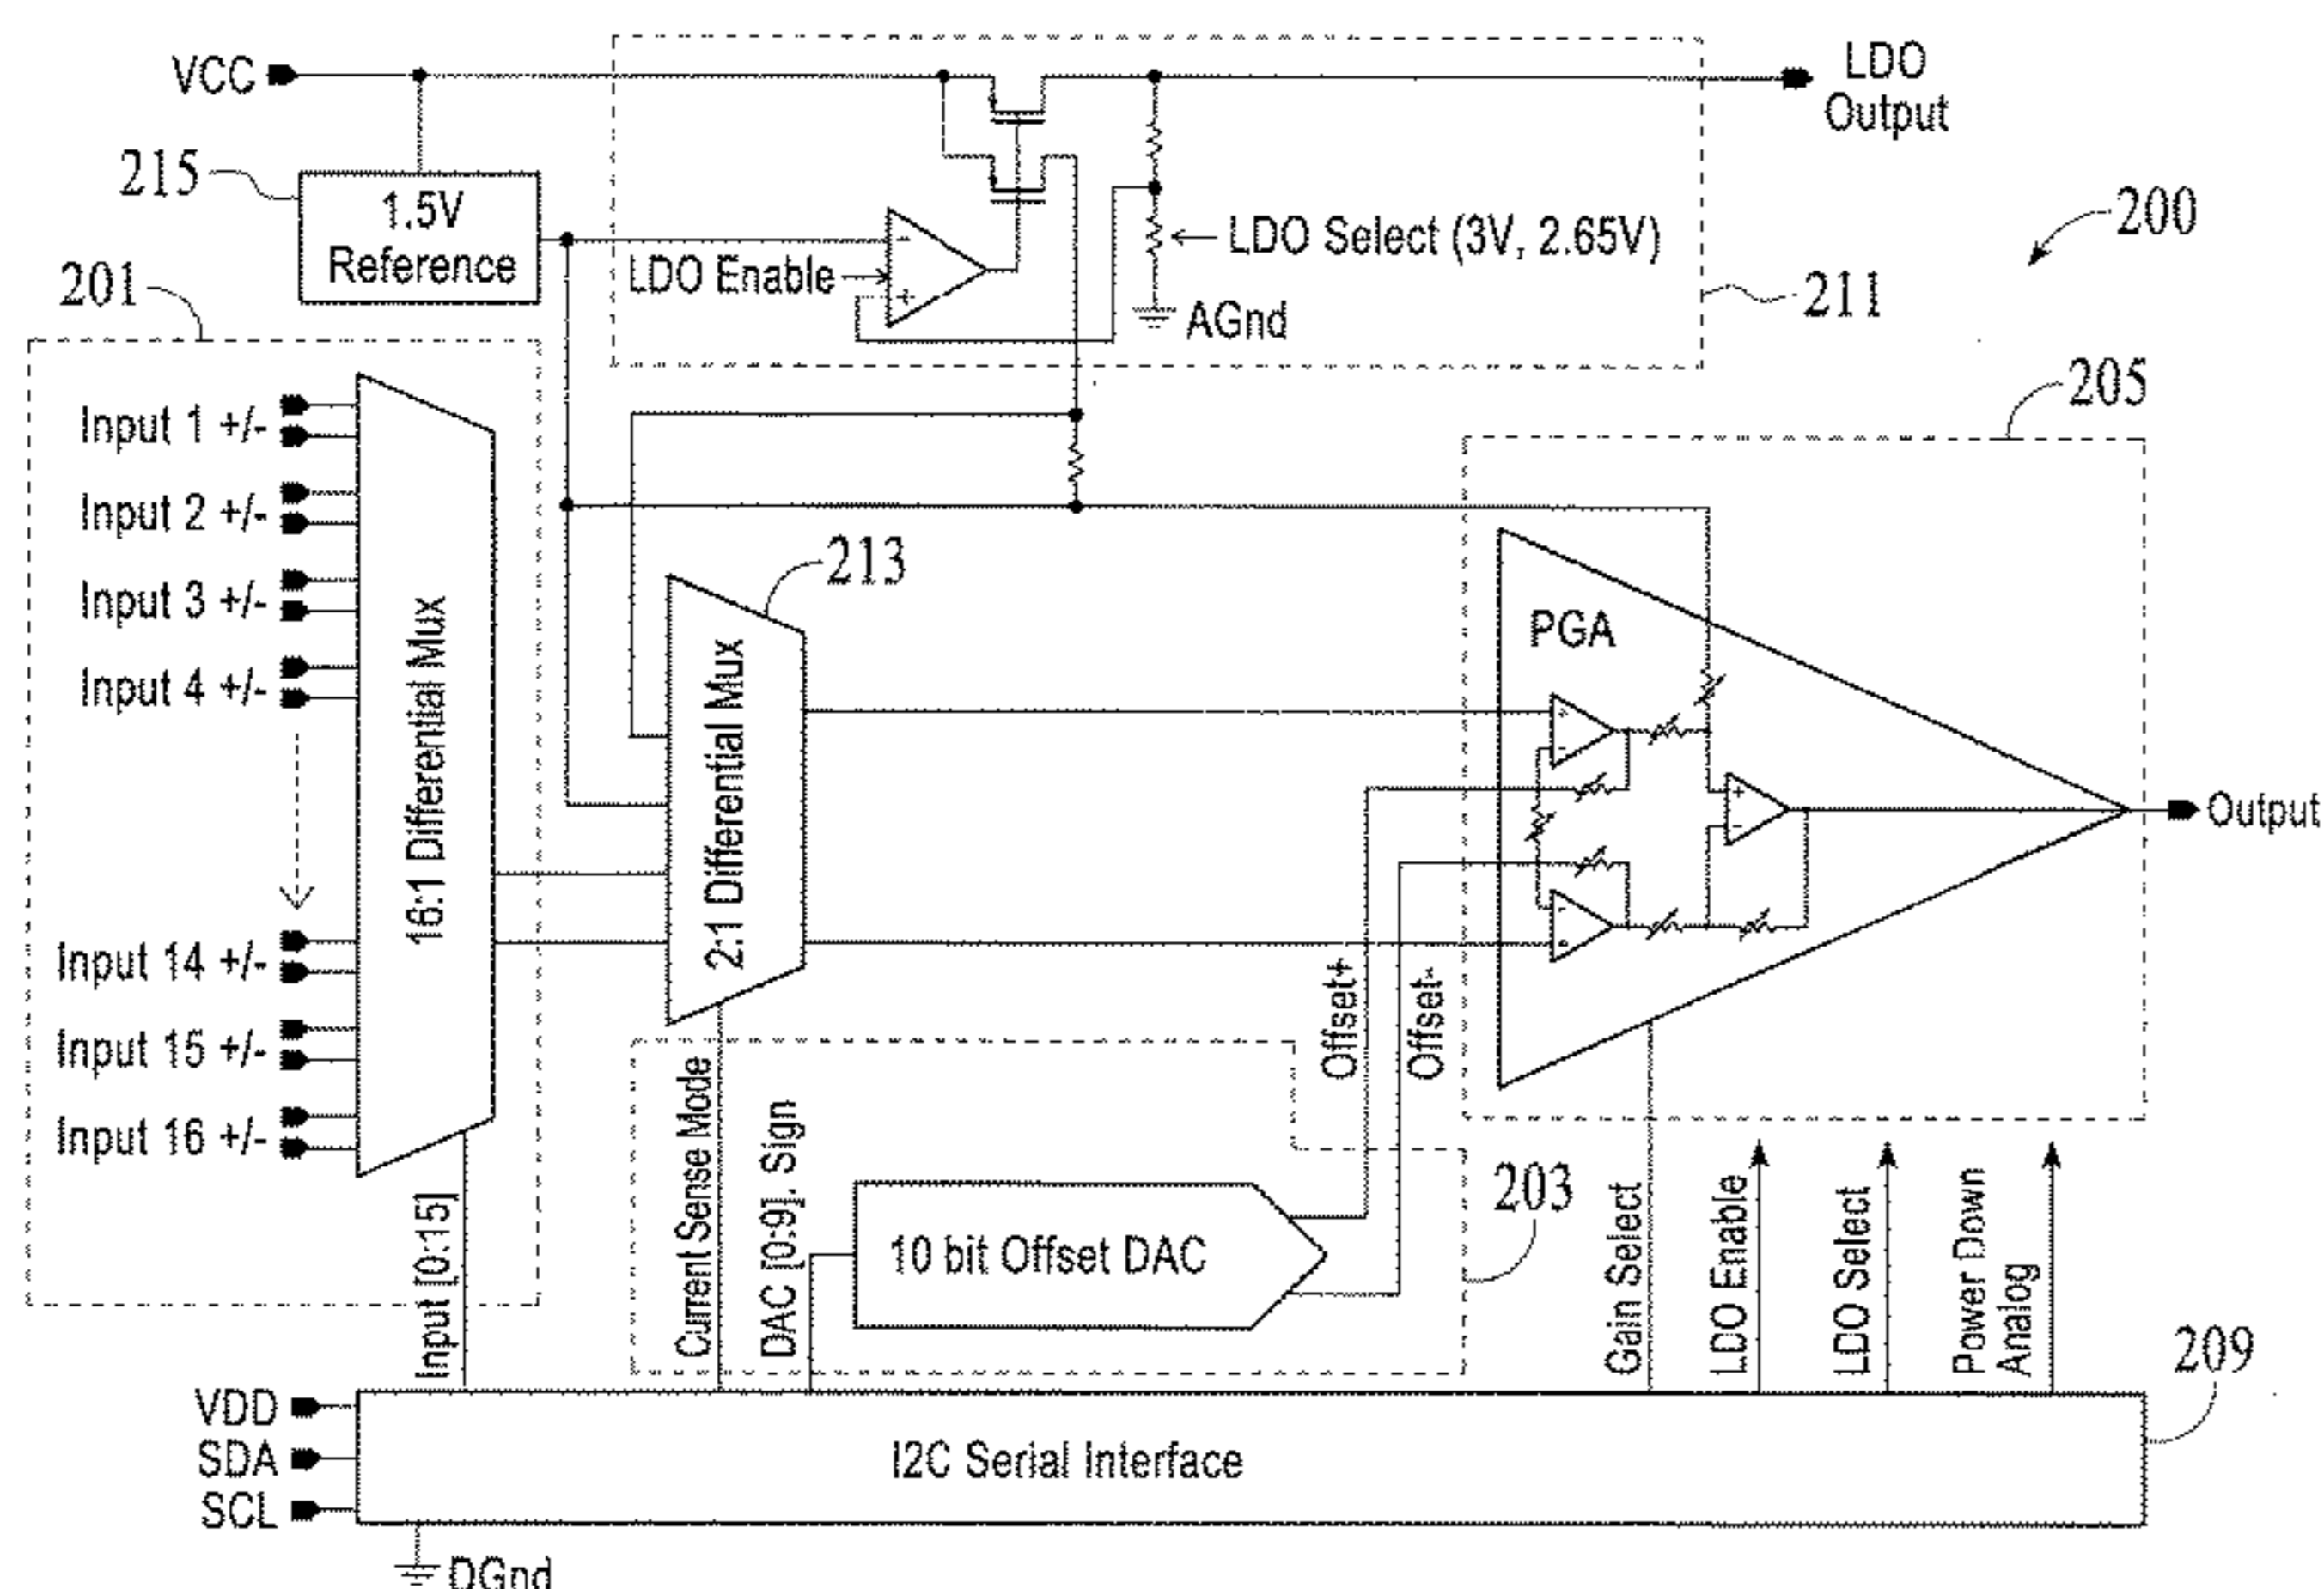 VCC
LDO
Output
215
1.5V
Reference
200
LDO Select (3V, 2.65V)
LDO Enable
211
AGnd
201
205
Input 1 +/-
Input 2 +/-
Input 3 +/-
Input 4 +/-
Input 14 +/-
Input 15 +/-
Input 16 +/-
16:1 Differential Mux
213
2:1 Differential Mux
PGA
Output
Offset+
Offset-
Input [0:15]
Current Sense Mode
DAC [0:9], Sign
10 bit Offset DAC
203
Gain Select
LDO Enable
LDO Select
Power Down
Analog
209
VDD
SDA
SCL
I2C Serial Interface
DGnd